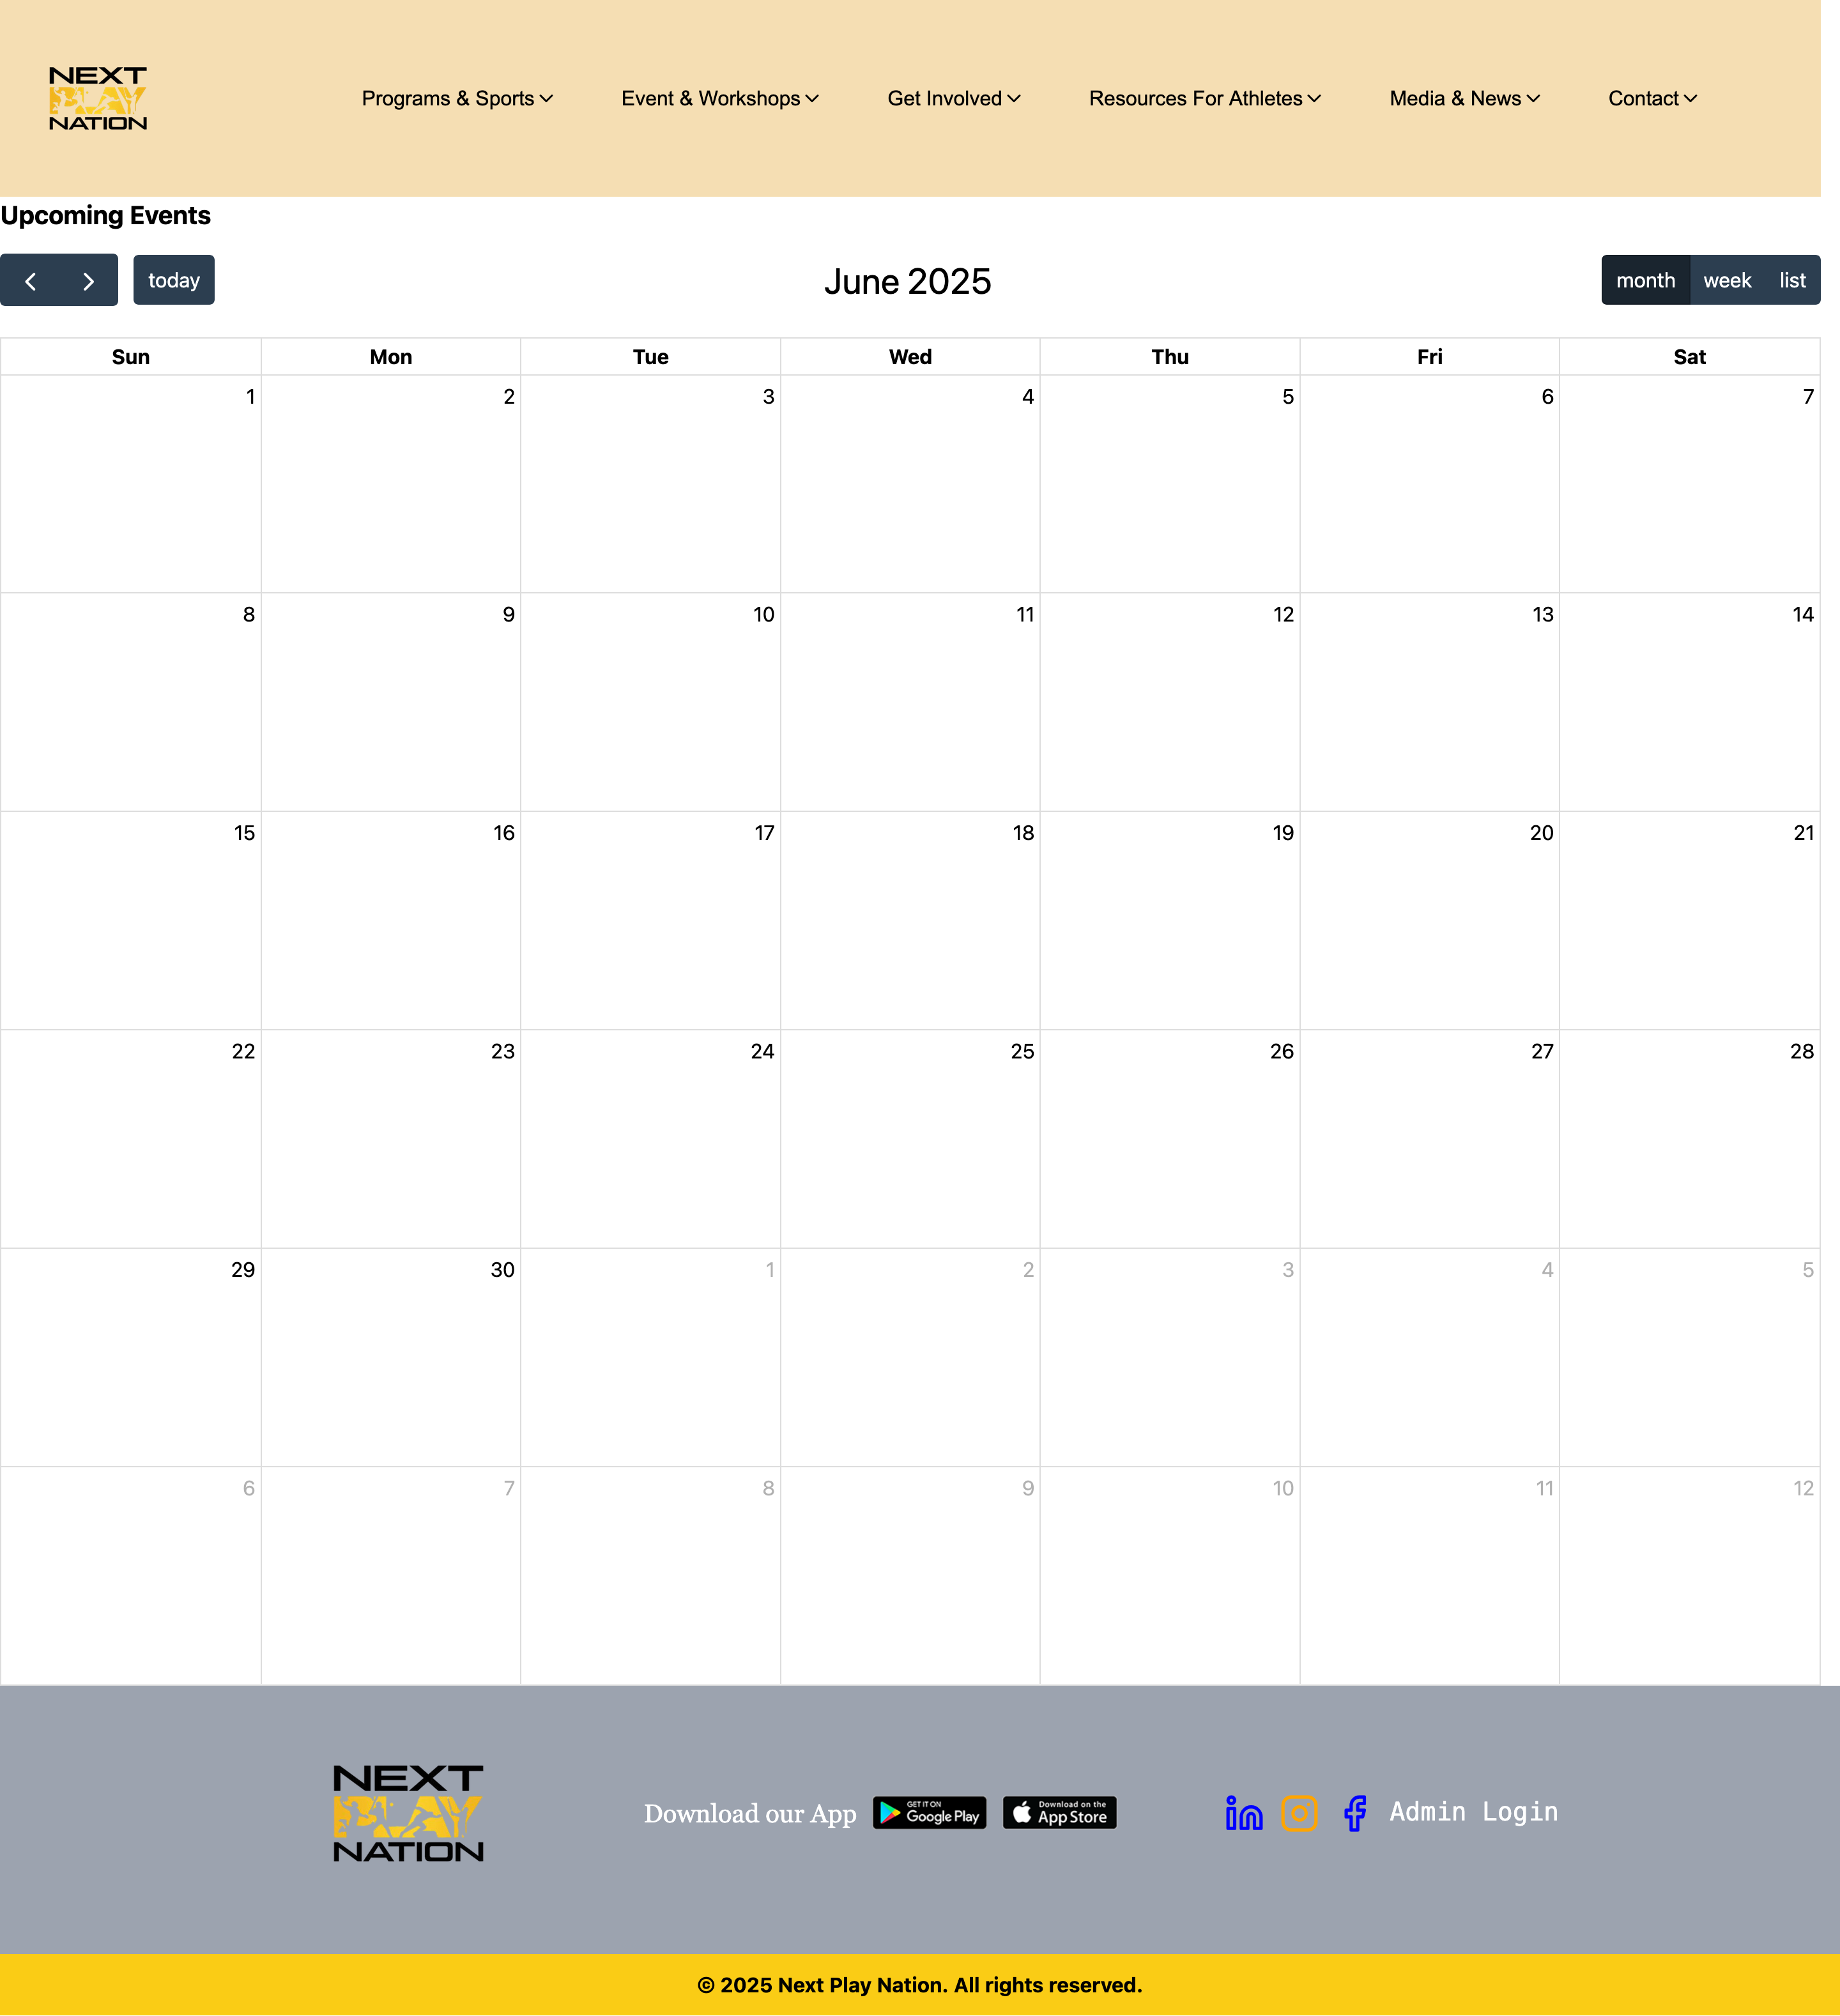 NEXT
PLAY
NATION
Programs & Sports
Event & Workshops
Get Involved
Resources For Athletes
Media & News
Contact
Upcoming Events
today
June 2025
month week list
Sun Mon Tue Wed Thu Fri Sat
1 2 3 4 5 6 7
8 9 10 11 12 13 14
15 16 17 18 19 20 21
22 23 24 25 26 27 28
29 30 1 2 3 4 5
6 7 8 9 10 11 12
NEXT
PLAY
NATION
Download our App
GET IT ON
Google Play
Download on the
App Store
Admin Login
© 2025 Next Play Nation. All rights reserved.